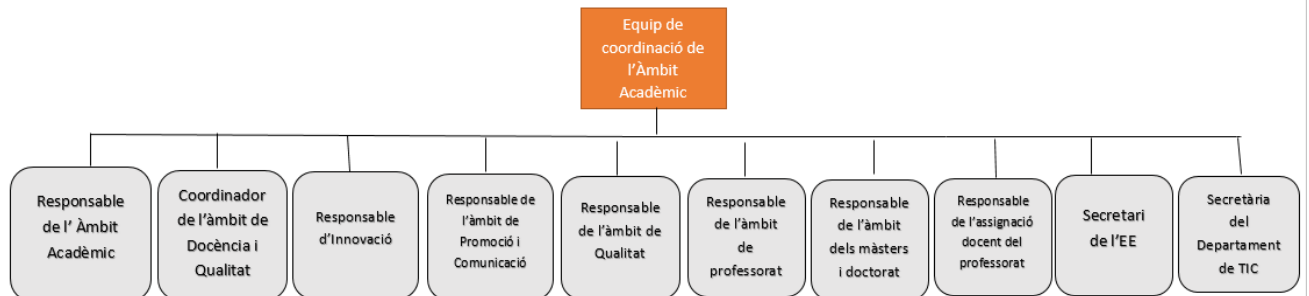 Equip de
coordinació de
l'Àmbit
Acadèmic
Responsable
de l' Àmbit
Acadèmic
Coordinador
de l'àmbit de
Docència i
Qualitat
Responsable
d'Innovació
Responsable de
l'àmbit de
Promoció i
Comunicació
Responsable
de l'àmbit de
Qualitat
Responsable
de l'àmbit
de
professorat
Responsable
de l'àmbit
dels màsters
i doctorat
Responsable
de l'assignació
docent del
professorat
Secretari
de l'EE
Secretària
del
Departament
de TIC